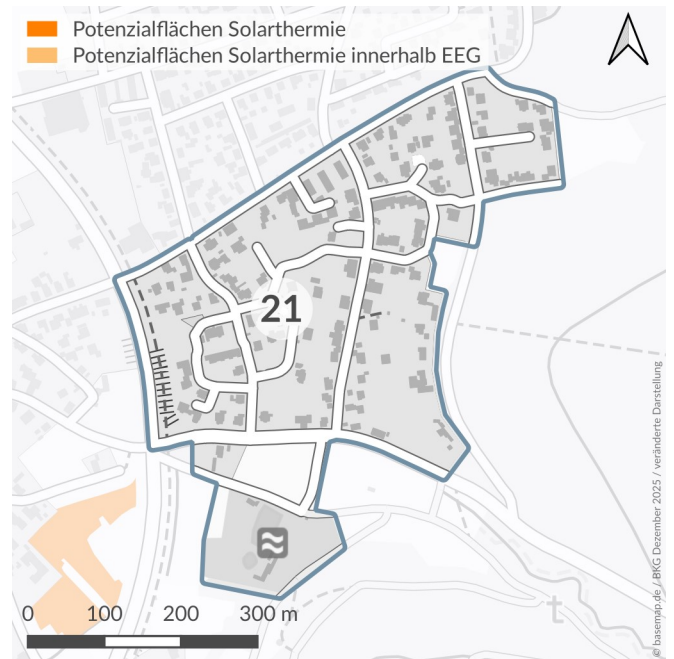 Potenzialflächen Solarthermie
Potenzialflächen Solarthermie innerhalb EEG
21
0 100 200 300 m
© basemap.de / BKG Dezember 2025 / veränderte Darstellung